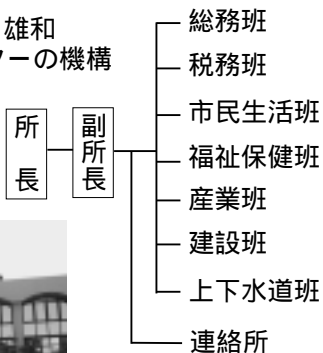 雄和
ターの機構
所長
副所長
総務班
税務班
市民生活班
福祉保健班
産業班
建設班
上下水道班
連絡所